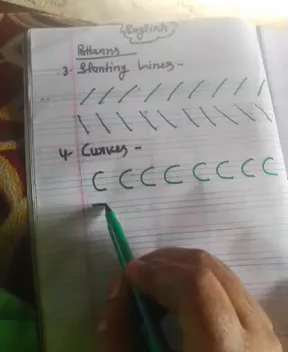 English
Patterns
3- Slanting Lines -
/ / / / / / / / /
\ \ \ \ \ \ \ \ \ \
4- Curves -
C C C C C C C C